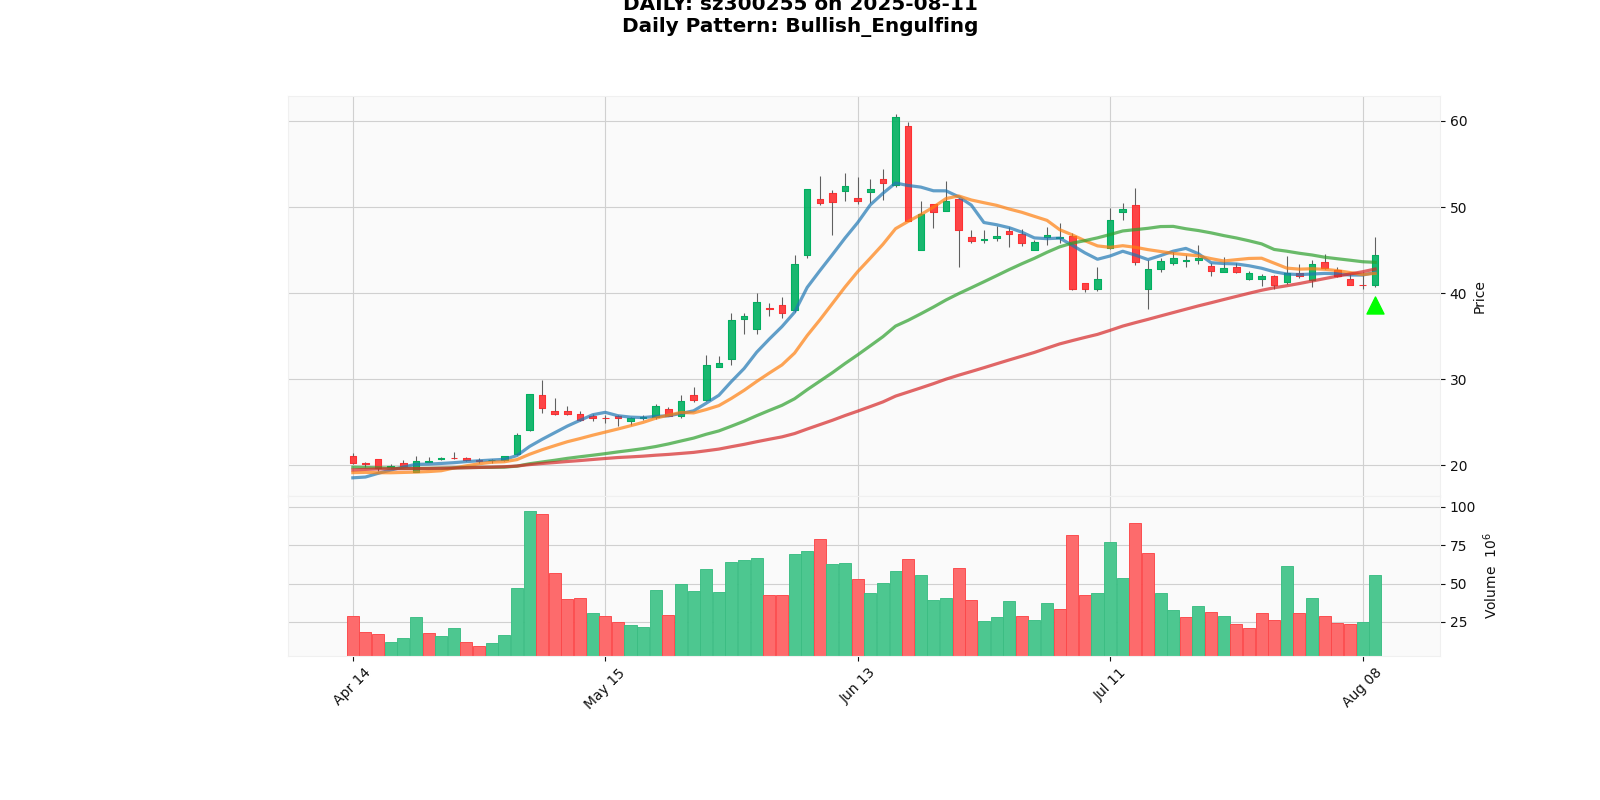 DAILY: sz300255 on 2025-08-11
Daily Pattern: Bullish_Engulfing
60
50
40
30
20
Price
100
75
50
25
Volume 10^6
Apr 14
May 15
Jun 13
Jul 11
Aug 08